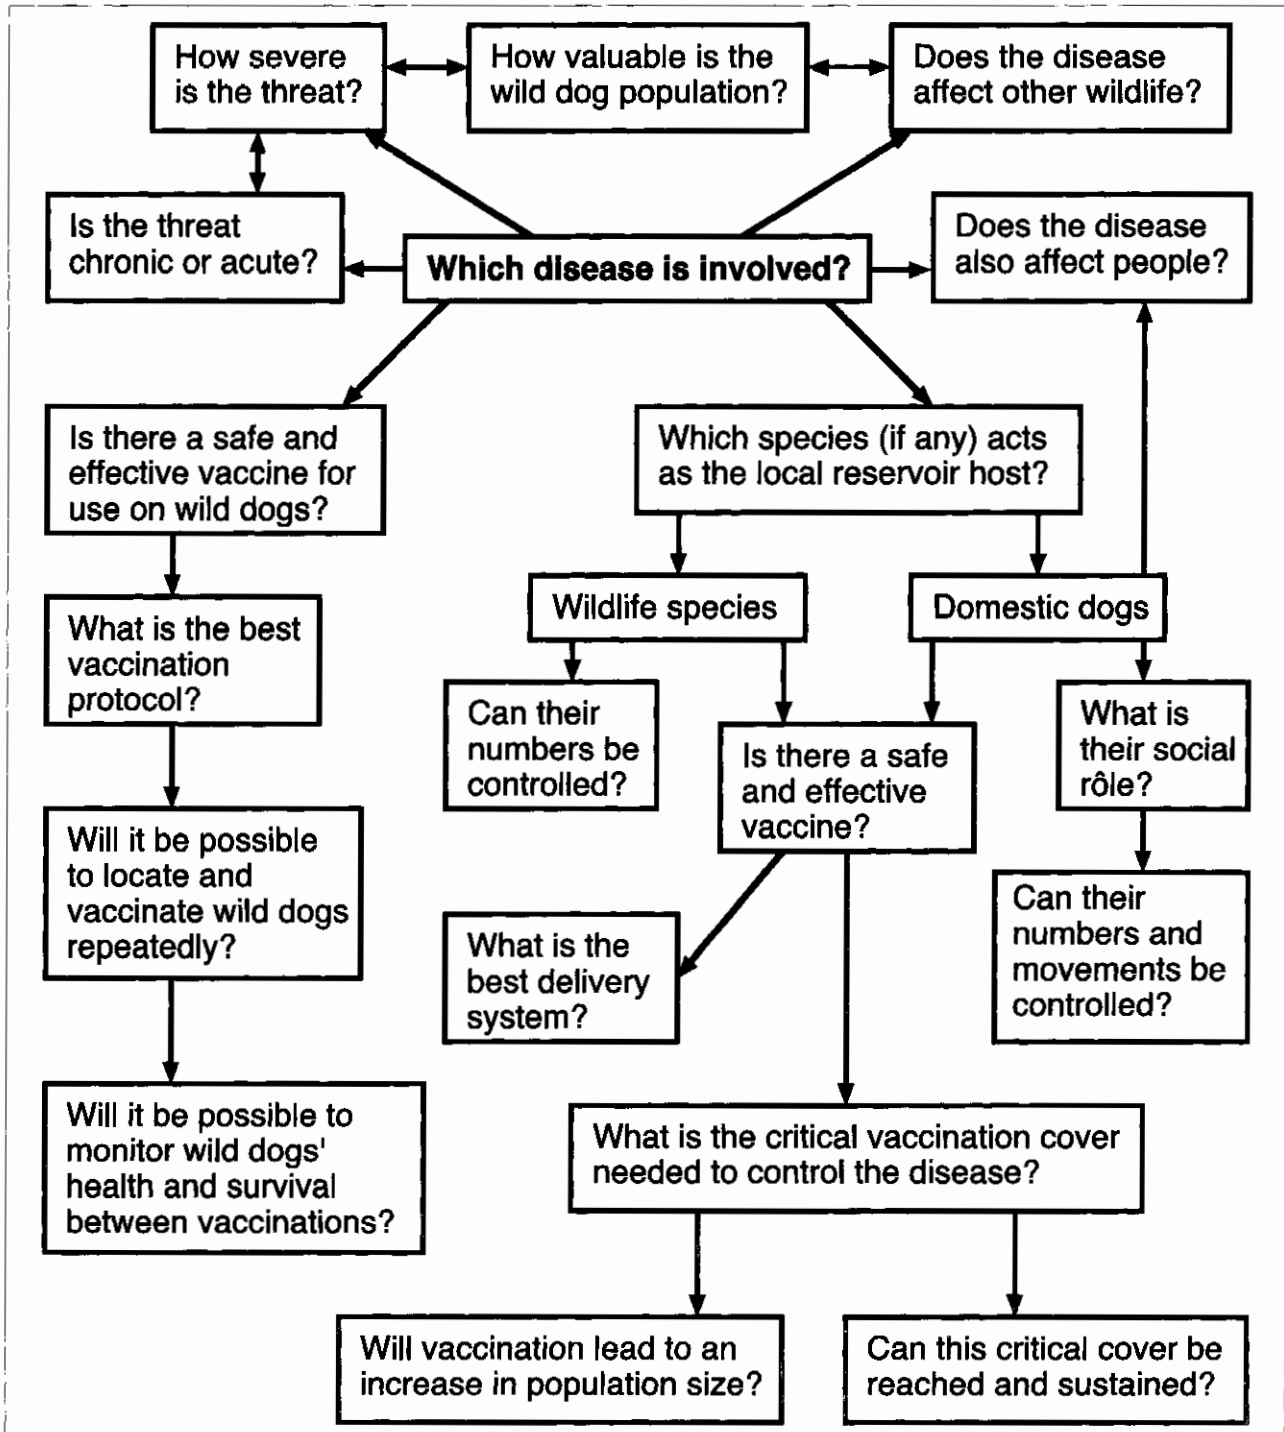 How severe
is the threat?
How valuable is the
wild dog population?
Does the disease
affect other wildlife?
Is the threat
chronic or acute?
Which disease is involved?
Does the disease
also affect people?
Is there a safe and
effective vaccine for
use on wild dogs?
Which species (if any) acts
as the local reservoir host?
What is the best
vaccination
protocol?
Wildlife species
Domestic dogs
Can their
numbers be
controlled?
Is there a safe
and effective
vaccine?
What is
their social
rôle?
Will it be possible
to locate and
vaccinate wild dogs
repeatedly?
What is the
best delivery
system?
Can their
numbers and
movements be
controlled?
Will it be possible to
monitor wild dogs'
health and survival
between vaccinations?
What is the critical vaccination cover
needed to control the disease?
Will vaccination lead to an
increase in population size?
Can this critical cover be
reached and sustained?